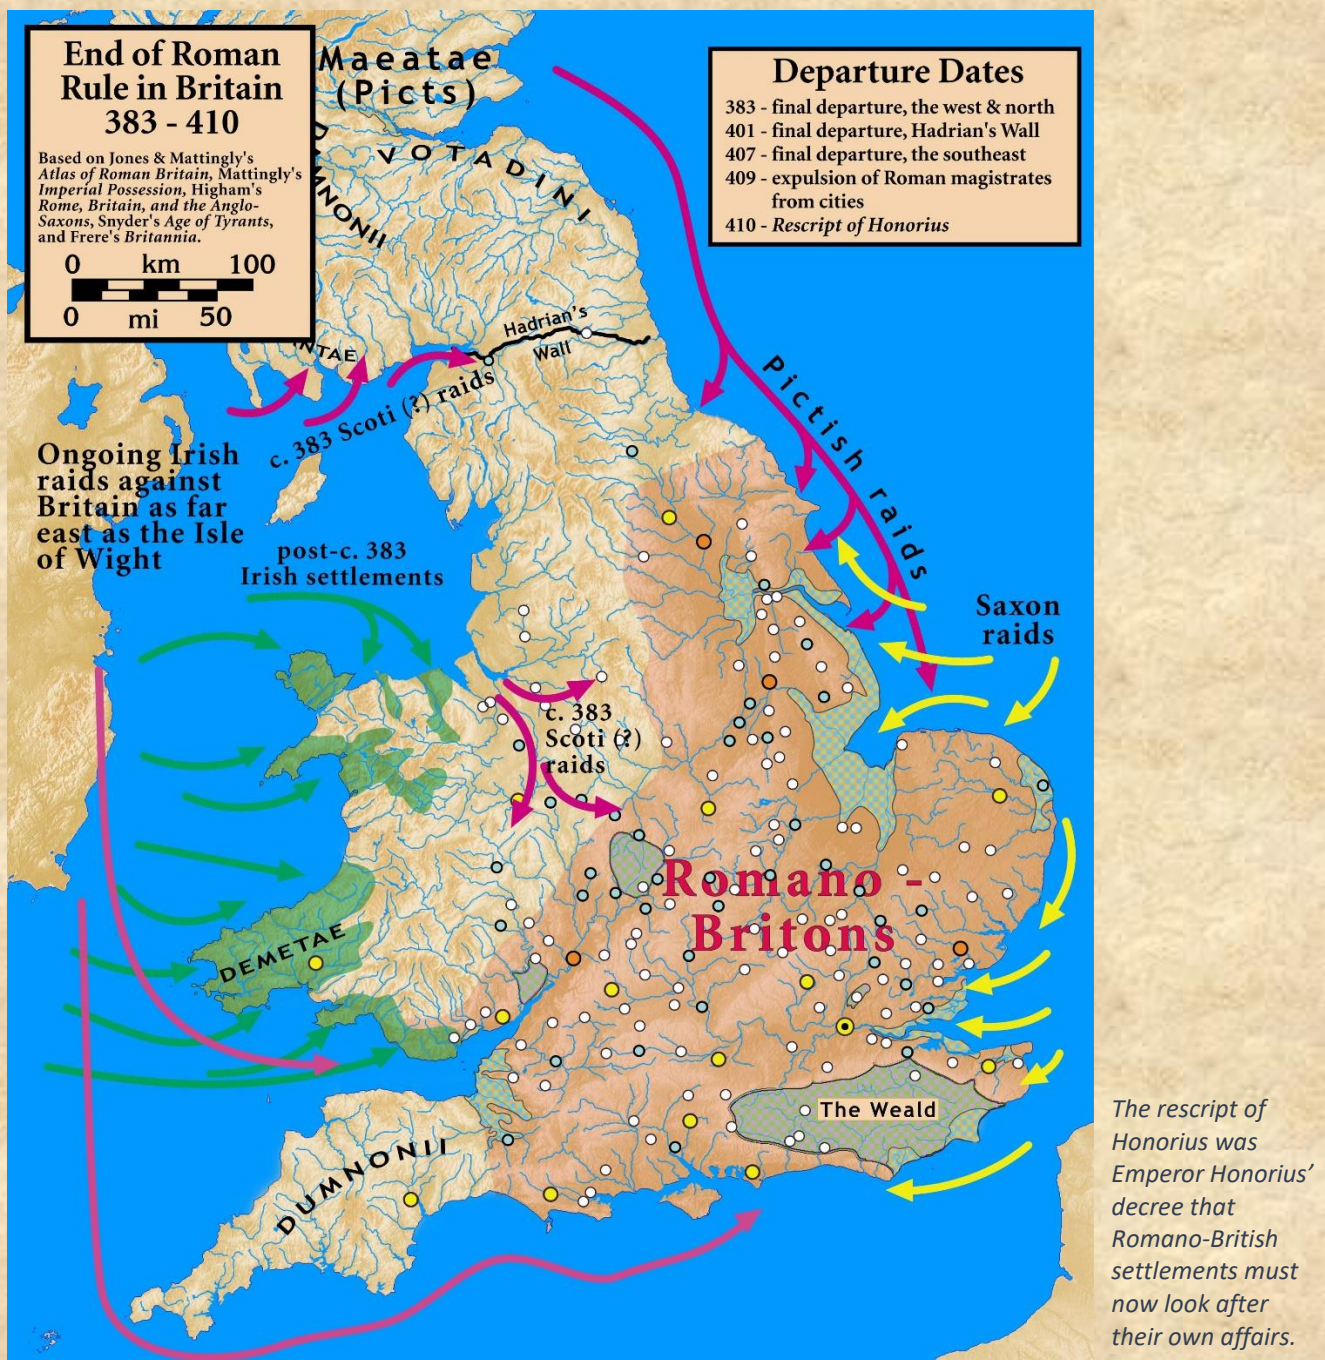 End of Roman
Rule in Britain
383 - 410
Based on Jones & Mattingly's
Atlas of Roman Britain, Mattingly's
Imperial Possession, Higham's
Rome, Britain, and the Anglo-
Saxons, Snyder's Age of Tyrants,
and Frere's Britannia.
0 km 100
0 mi 50
Maeatae
(Picts)
Departure Dates
383 - final departure, the west & north
401 - final departure, Hadrian's Wall
407 - final departure, the southeast
409 - expulsion of Roman magistrates
from cities
410 - Rescript of Honorius
VOTADINI
DAMNONII
NTAE
Hadrian's
Wall
c. 383 Scoti (?) raids
Pictish raids
Ongoing Irish
raids against
Britain as far
east as the Isle
of Wight
post-c. 383
Irish settlements
Saxon
raids
c. 383
Scoti (?)
raids
Romano -
Britons
DEMETAE
The Weald
DUMNONII
The rescript of
Honorius was
Emperor Honorius’
decree that
Romano-British
settlements must
now look after
their own affairs.